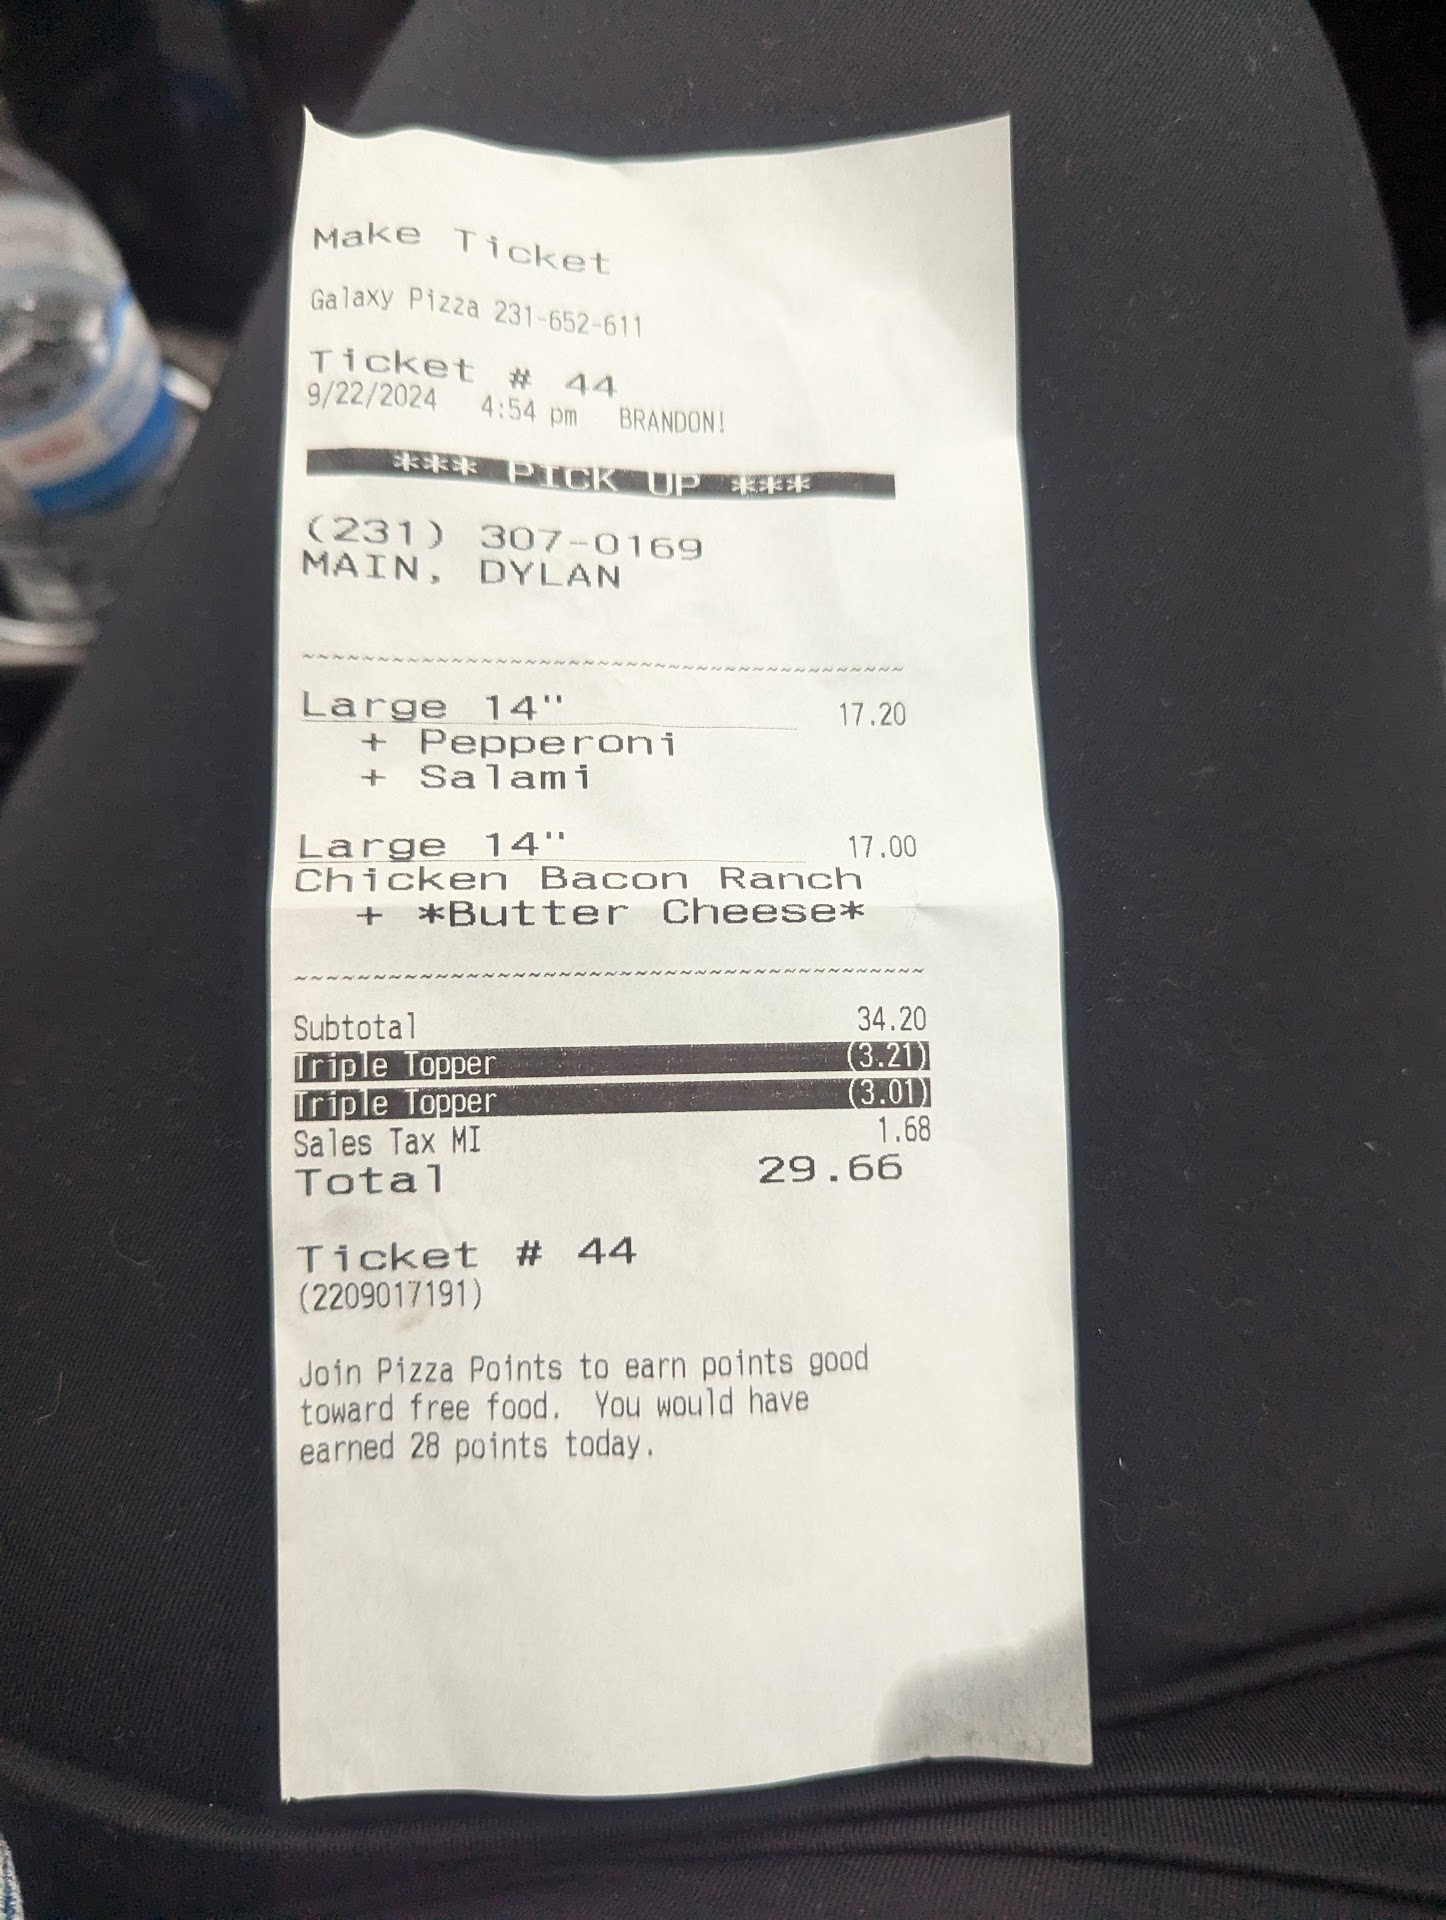 Make Ticket
Galaxy Pizza 231-652-611
Ticket # 44
9/22/2024 4:54 pm BRANDON!
*** PICK UP ***
(231) 307-0169
MAIN, DYLAN
~~~~~~~~~~~~~~~~~~~~~~~~~~~~~~~~~~~~~~~~
Large 14" 17.20
+ Pepperoni
+ Salami
Large 14" 17.00
Chicken Bacon Ranch
+ *Butter Cheese*
~~~~~~~~~~~~~~~~~~~~~~~~~~~~~~~~~~~~~~~~
Subtotal 34.20
Triple Topper (3.21)
Triple Topper (3.01)
Sales Tax MI 1.68
Total 29.66
Ticket # 44
(2209017191)
Join Pizza Points to earn points good
toward free food. You would have
earned 28 points today.